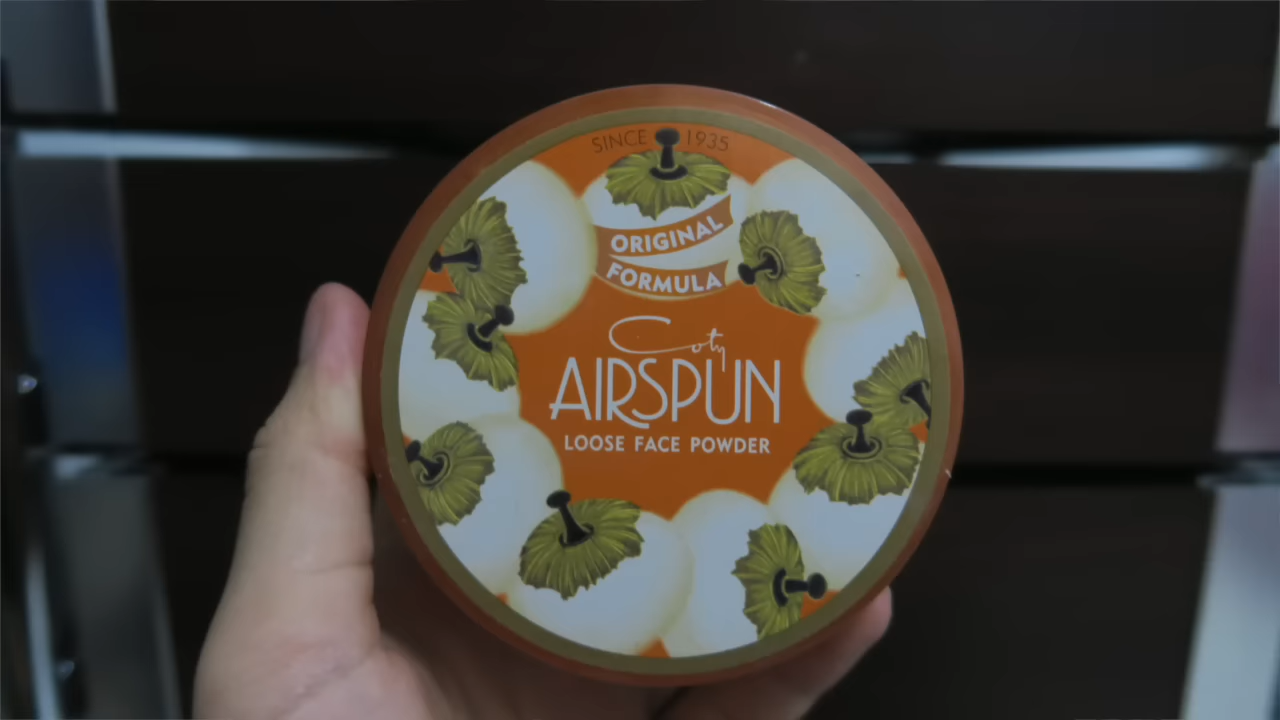 SINCE 1935
ORIGINAL
FORMULA
Coty
AIRSPUN
LOOSE FACE POWDER